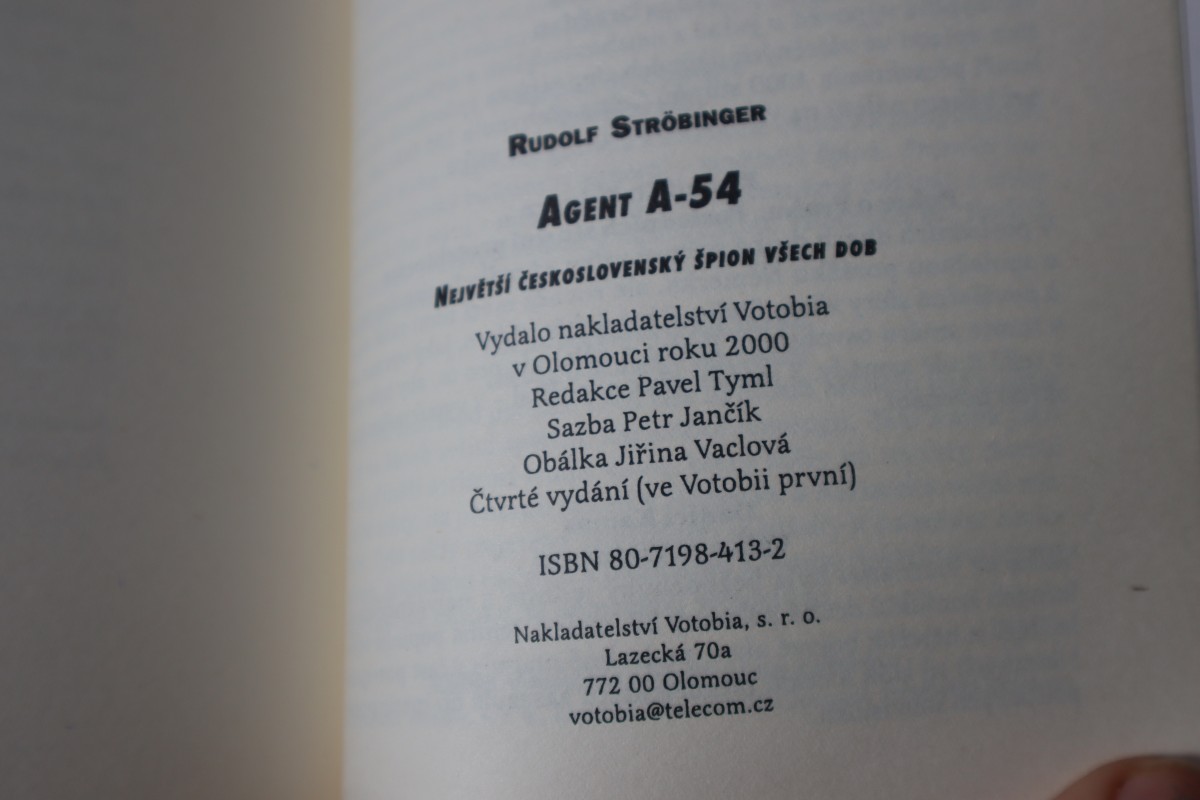 RUDOLF STRÖBINGER
AGENT A-54
NEJVĚTŠÍ ČESKOSLOVENSKÝ ŠPION VŠECH DOB
Vydalo nakladatelství Votobia
v Olomouci roku 2000
Redakce Pavel Tyml
Sazba Petr Jančík
Obálka Jiřina Vaclová
Čtvrté vydání (ve Votobii první)
ISBN 80-7198-413-2
Nakladatelství Votobia, s. r. o.
Lazecká 70a
772 00 Olomouc
votobia@telecom.cz